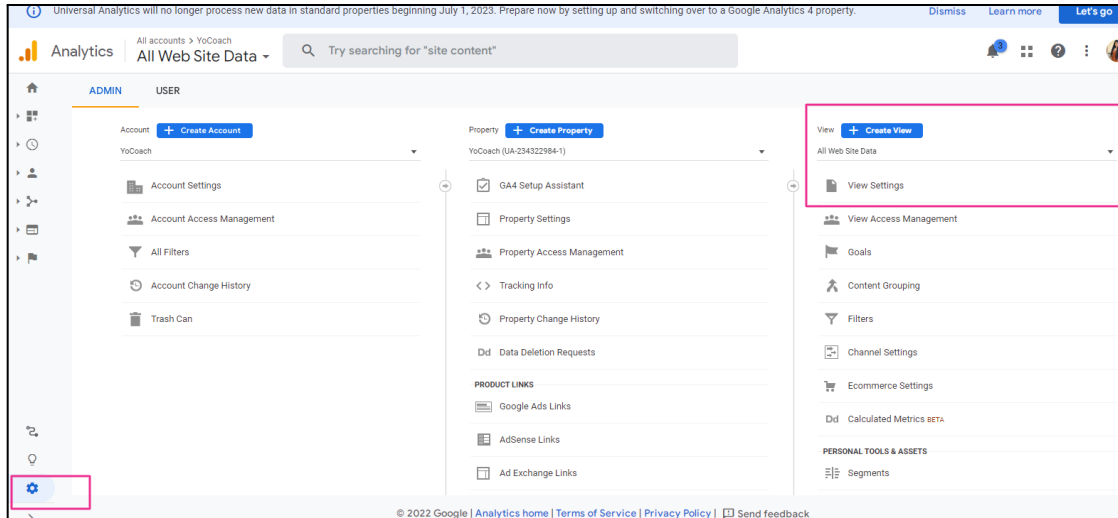 Universal Analytics will no longer process new data in standard properties beginning July 1, 2023. Prepare now by setting up and switching over to a Google Analytics 4 property. Dismiss Learn more Let's go
Analytics
All accounts > YoCoach
All Web Site Data
Try searching for "site content"
3
ADMIN USER
Account + Create Account
YoCoach
Account Settings
Account Access Management
All Filters
Account Change History
Trash Can
Property + Create Property
YoCoach (UA-234322984-1)
GA4 Setup Assistant
Property Settings
Property Access Management
Tracking Info
Property Change History
Dd Data Deletion Requests
PRODUCT LINKS
Google Ads Links
AdSense Links
Ad Exchange Links
View + Create View
All Web Site Data
View Settings
View Access Management
Goals
Content Grouping
Filters
Channel Settings
Ecommerce Settings
Dd Calculated Metrics BETA
PERSONAL TOOLS & ASSETS
Segments
© 2022 Google | Analytics home | Terms of Service | Privacy Policy | Send feedback